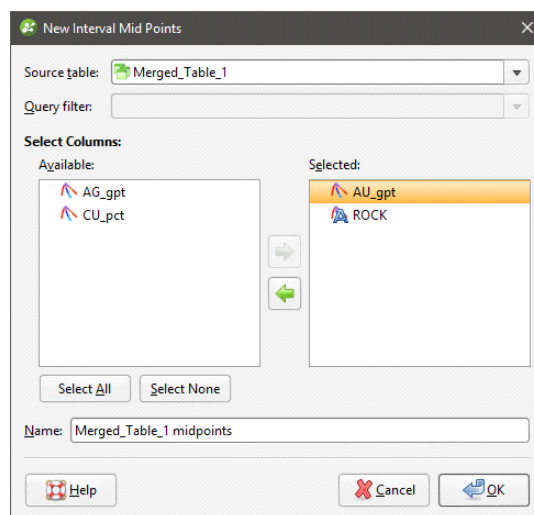 New Interval Mid Points
Source table: Merged_Table_1
Query filter:
Select Columns:
Available: Selected:
AG_gpt AU_gpt
CU_pct ROCK
Select All Select None
Name: Merged_Table_1 midpoints
Help Cancel OK